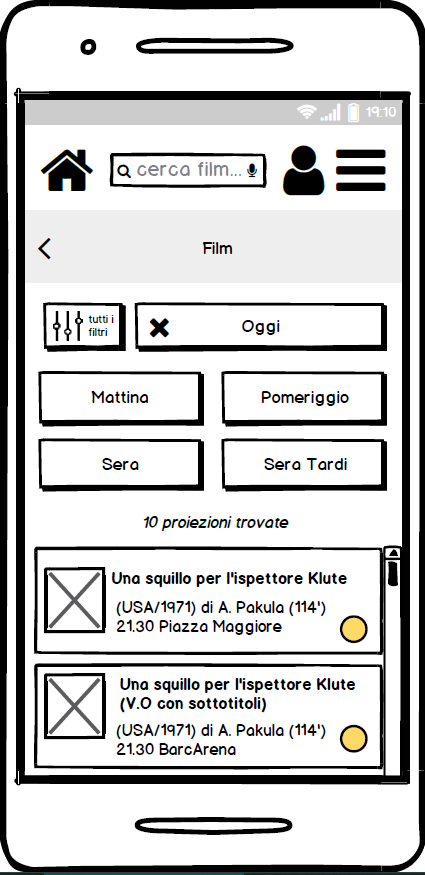 19:10
cerca film...
Film
tutti i
filtri
Oggi
Mattina
Pomeriggio
Sera
Sera Tardi
10 proiezioni trovate
Una squillo per l'ispettore Klute
(USA/1971) di A. Pakula (114')
21.30 Piazza Maggiore
Una squillo per l'ispettore Klute
(V.O con sottotitoli)
(USA/1971) di A. Pakula (114')
21.30 BarcArena